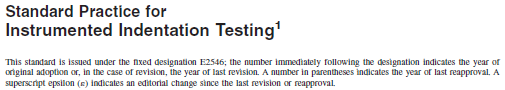 Standard Practice for
Instrumented Indentation Testing¹
This standard is issued under the fixed designation E2546; the number immediately following the designation indicates the year of
original adoption or, in the case of revision, the year of last revision. A number in parentheses indicates the year of last reapproval. A
superscript epsilon (ε) indicates an editorial change since the last revision or reapproval.